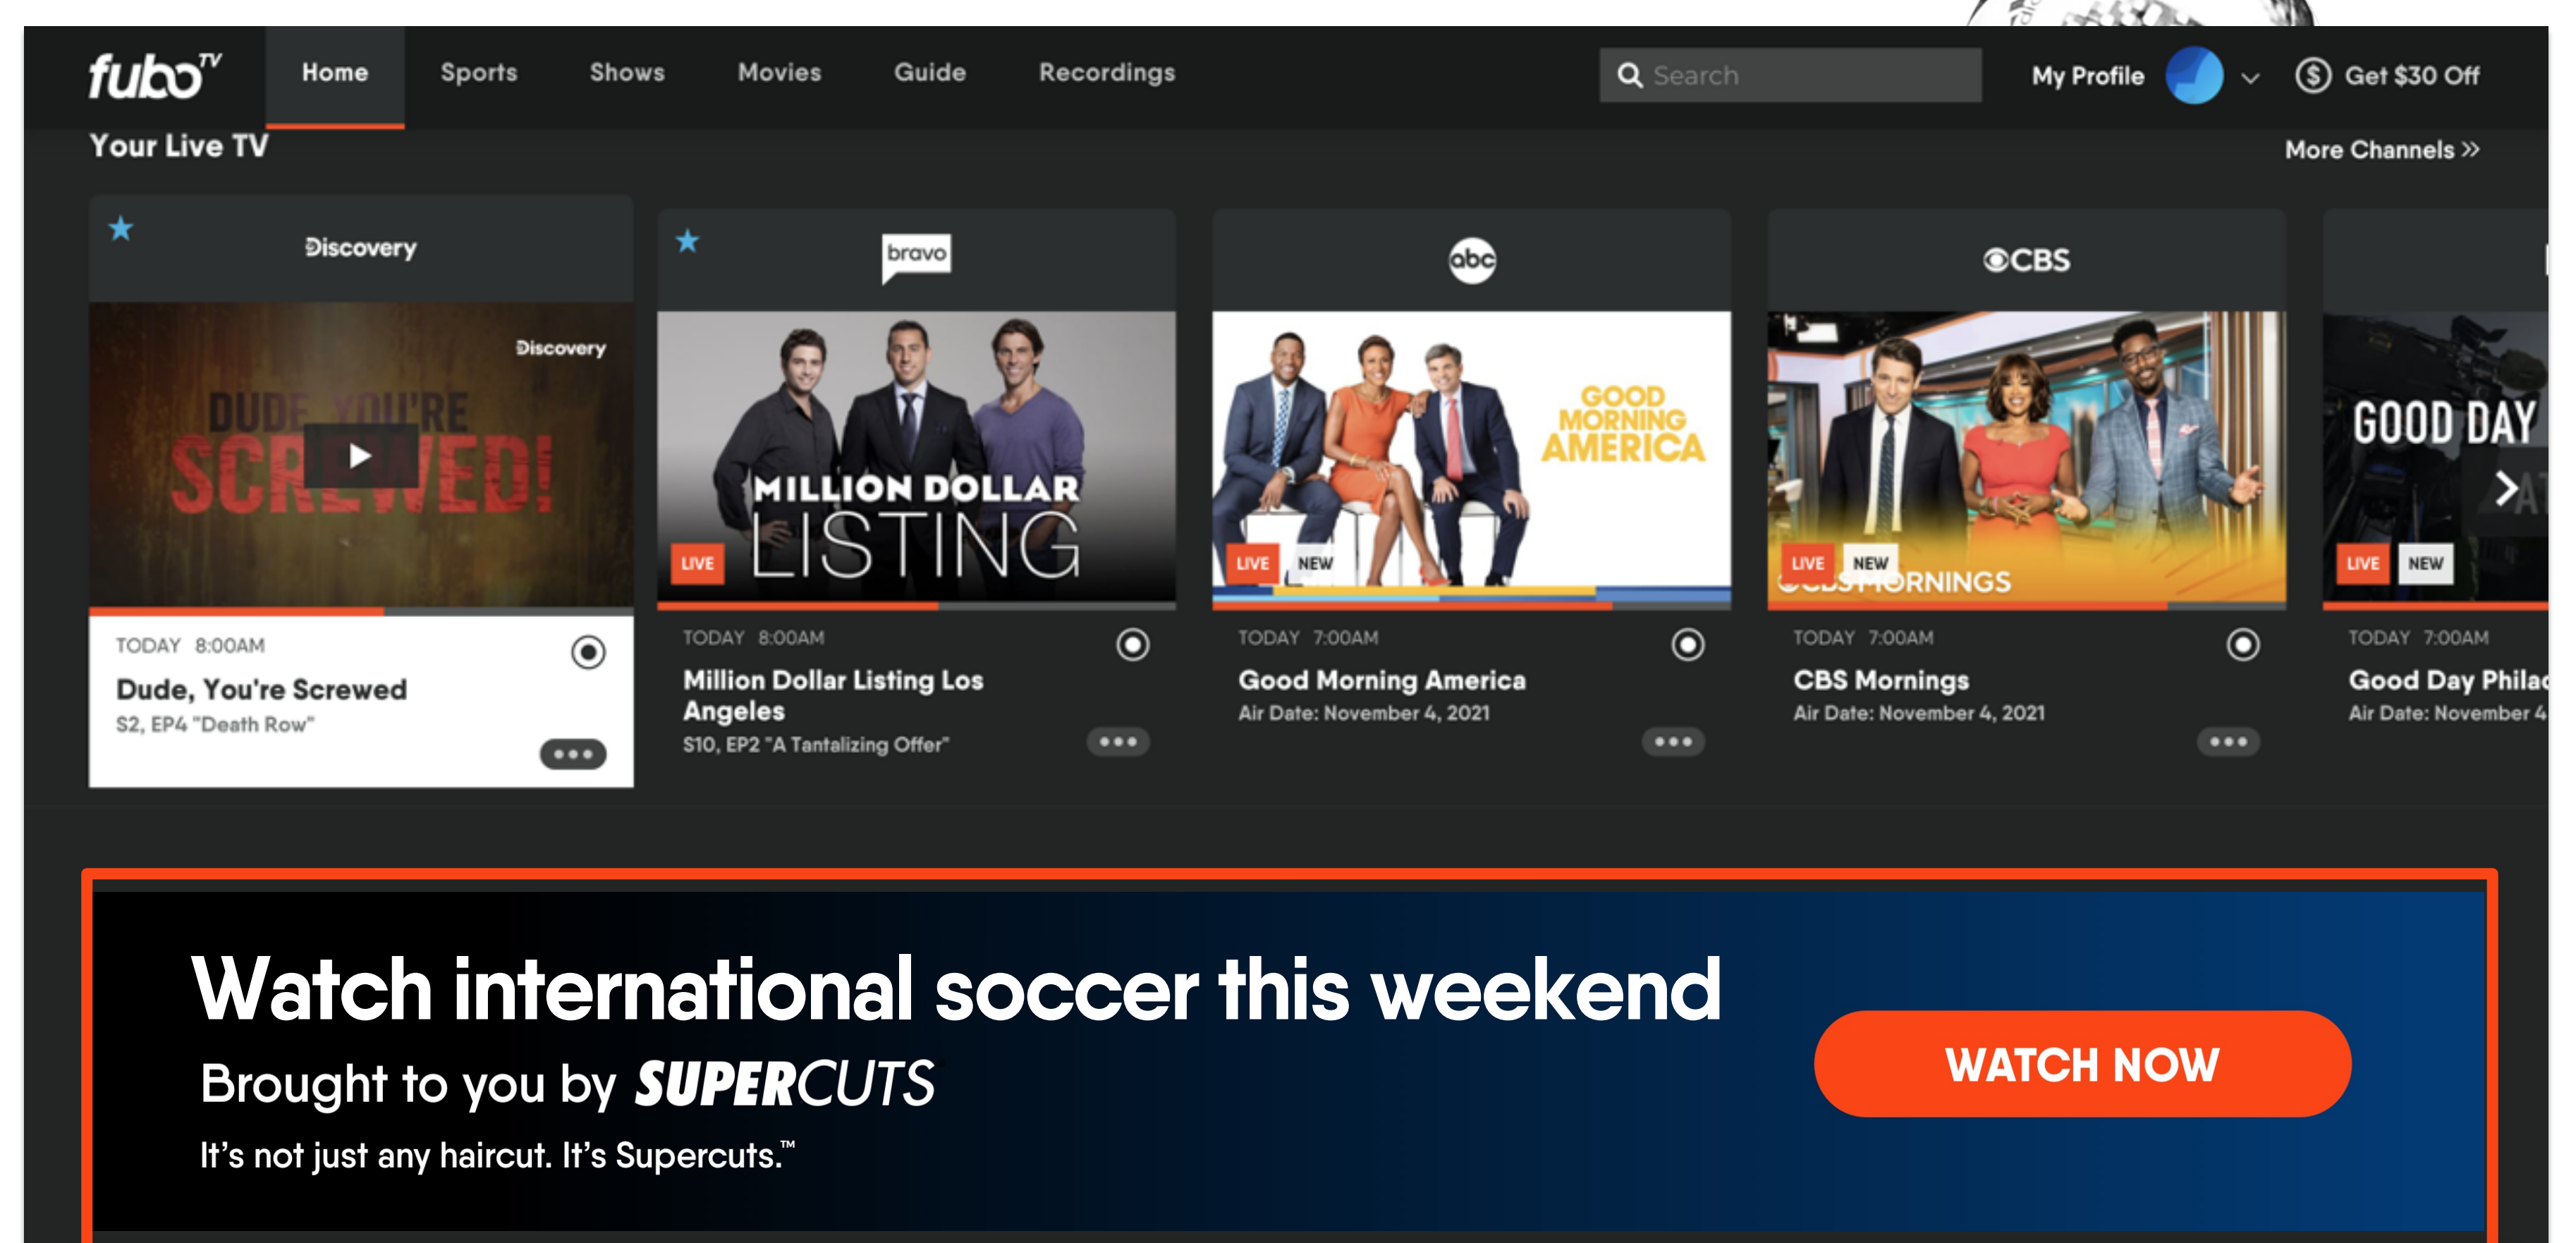 fuboTV
Home Sports Shows Movies Guide Recordings
Search
My Profile
Get $30 Off
Your Live TV
More Channels »
Discovery
Discovery
DUDE, YOU'RE
SCREWED!
TODAY 8:00AM
Dude, You're Screwed
S2, EP4 "Death Row"
bravo
MILLION DOLLAR
LISTING
LIVE
TODAY 8:00AM
Million Dollar Listing Los
Angeles
S10, EP2 "A Tantalizing Offer"
abc
GOOD
MORNING
AMERICA
LIVE NEW
TODAY 7:00AM
Good Morning America
Air Date: November 4, 2021
CBS
LIVE NEW
CBS MORNINGS
TODAY 7:00AM
CBS Mornings
Air Date: November 4, 2021
GOOD DAY
LIVE NEW
TODAY 7:00AM
Good Day Philad
Air Date: November 4
Watch international soccer this weekend
Brought to you by SUPERCUTS
It's not just any haircut. It's Supercuts.™
WATCH NOW